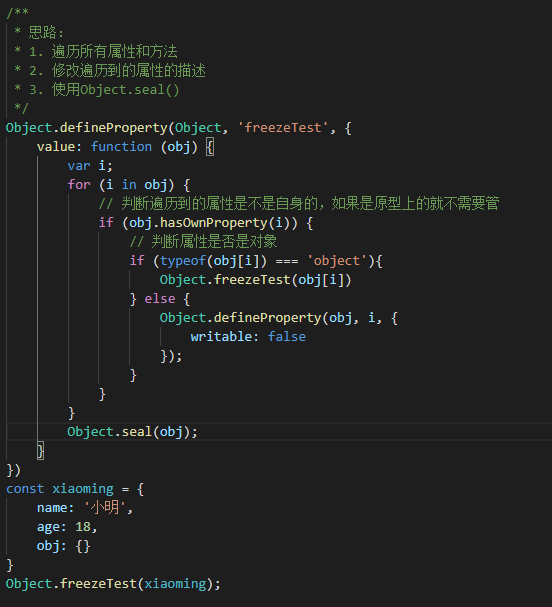 /**
 * 思路:
 * 1. 遍历所有属性和方法
 * 2. 修改遍历到的属性的描述
 * 3. 使用Object.seal()
 */
Object.defineProperty(Object, 'freezeTest', {
    value: function (obj) {
        var i;
        for (i in obj) {
            // 判断遍历到的属性是不是自身的, 如果是原型上的就不需要管
            if (obj.hasOwnProperty(i)) {
                // 判断属性是否是对象
                if (typeof(obj[i]) === 'object'){
                    Object.freezeTest(obj[i])
                } else {
                    Object.defineProperty(obj, i, {
                        writable: false
                    });
                }
            }
        }
        Object.seal(obj);
    }
})
const xiaoming = {
    name: '小明',
    age: 18,
    obj: {}
}
Object.freezeTest(xiaoming);